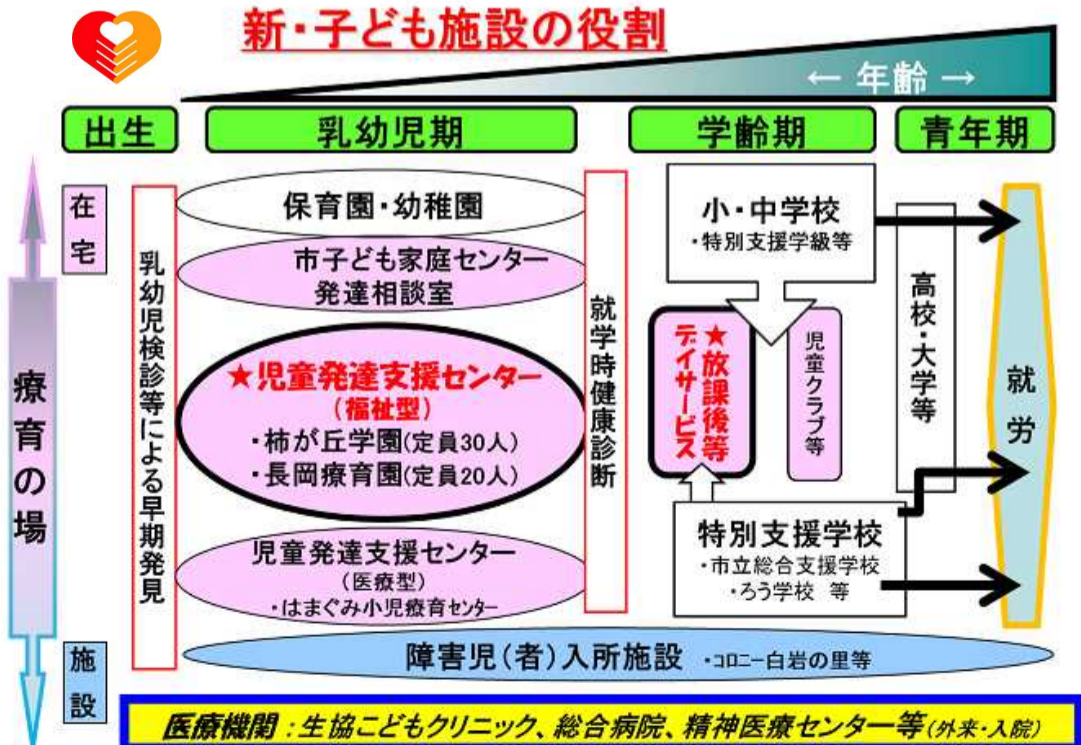 新・子ども施設の役割
← 年齢 →
出生
乳幼児期
学齢期
青年期
療育の場
在宅
施設
乳幼児検診等による早期発見
保育園・幼稚園
市子ども家庭センター
発達相談室
★児童発達支援センター
(福祉型)
・柿が丘学園(定員30人)
・長岡療育園(定員20人)
児童発達支援センター
(医療型)
・はまぐみ小児療育センター
就学時健康診断
小・中学校
・特別支援学級等
★放課後等
デイサービス
児童クラブ等
特別支援学校
・市立総合支援学校
・ろう学校 等
高校・大学等
就労
障害児(者)入所施設 ・コロニー白岩の里等
医療機関:生協こどもクリニック、総合病院、精神医療センター等(外来・入院)